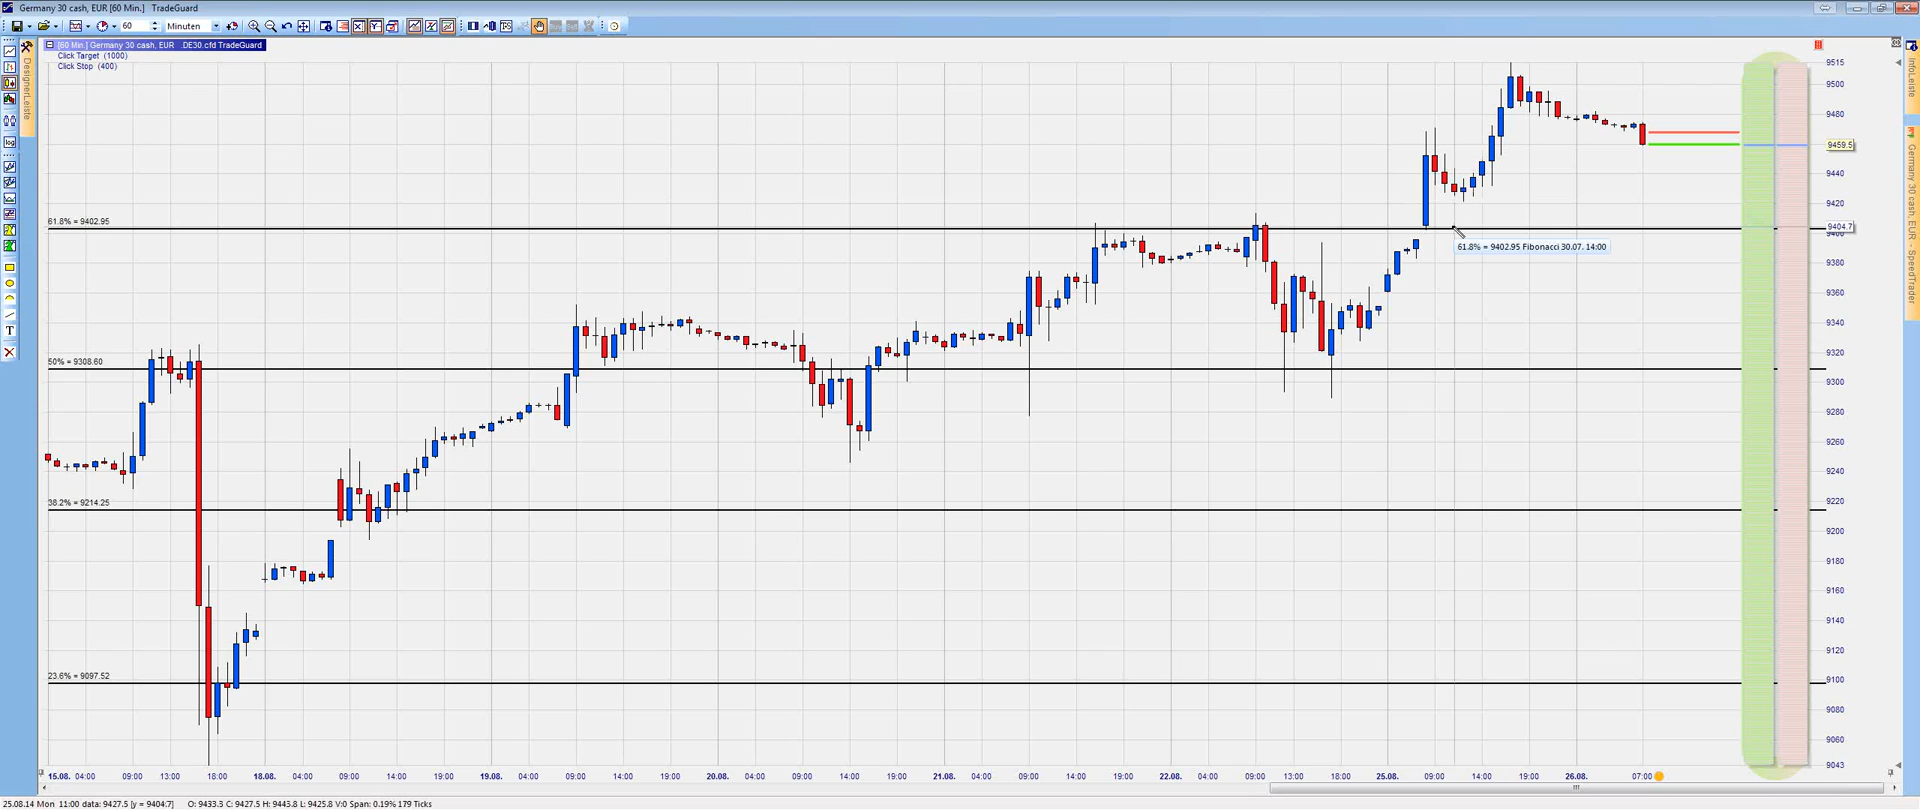 Germany 30 cash, EUR [60 Min.] TradeGuard
60 Minuten
[60 Min.] Germany 30 cash, EUR .DE30.cfd TradeGuard
Click Target (1000)
Click Stop (400)
DesignerLeiste
log
T
InfoLeiste
Germany 30 cash, EUR - SpeedTrader
9515
9500
9480
9459.5
9440
9420
9404.7
9400
9380
9360
9340
9320
9300
9280
9260
9240
9220
9200
9180
9160
9140
9120
9100
9080
9060
9043
61.8% = 9402.95
61.8% = 9402.95 Fibonacci 30.07. 14:00
50% = 9308.60
38.2% = 9214.25
23.6% = 9097.52
15.08. 04:00 09:00 13:00 18:00 18.08. 04:00 09:00 14:00 19:00 19.08. 04:00 09:00 14:00 19:00 20.08. 04:00 09:00 14:00 19:00 21.08. 04:00 09:00 14:00 19:00 22.08. 04:00 09:00 13:00 18:00 25.08. 09:00 14:00 19:00 26.08. 07:00
25.08.14 Mon 11:00 data: 9427.5 [y = 9404.7] O: 9433.3 C: 9427.5 H: 9443.8 L: 9425.8 V:0 Span: 0.19% 179 Ticks